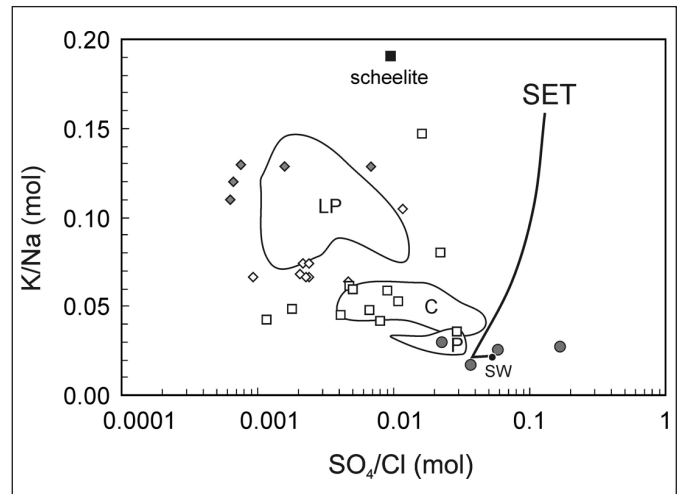 0.20
0.15
0.10
0.05
0.00
K/Na (mol)
scheelite
SET
LP
C
P
SW
0.0001 0.001 0.01 0.1 1
SO₄/Cl (mol)